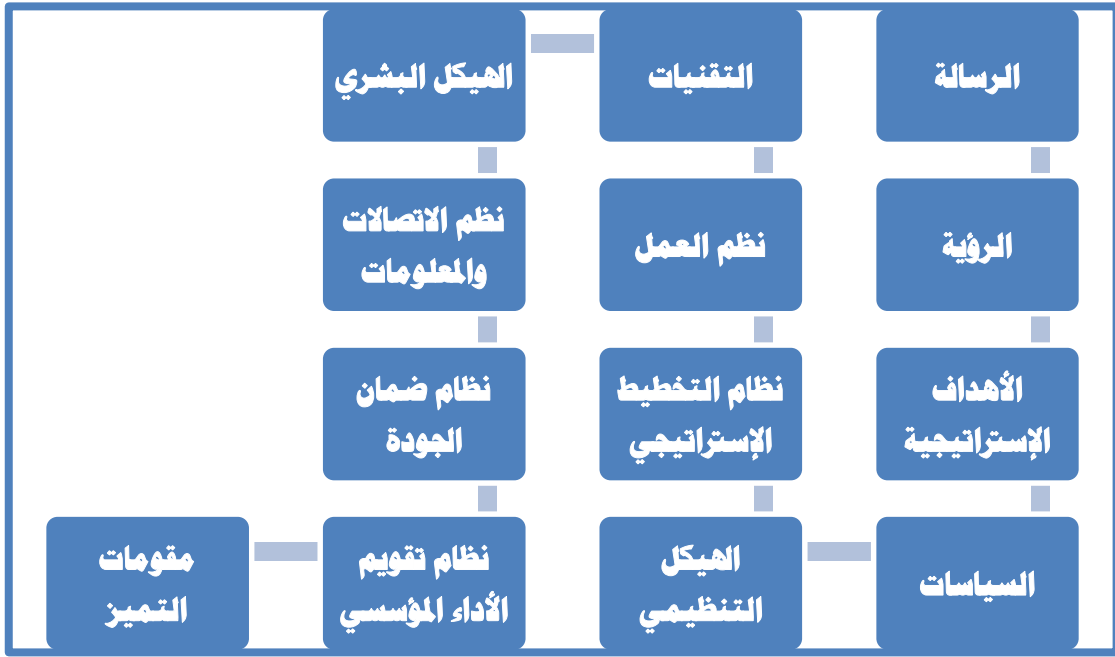 الرسالة
الرؤية
الأهداف
الإستراتيجية
السياسات
الهيكل
التنظيمي
نظام التخطيط
الإستراتيجي
نظم العمل
التقنيات
الهيكل البشري
نظم الاتصالات
والمعلومات
نظام ضمان
الجودة
نظام تقويم
الأداء المؤسسي
مقومات
التميز